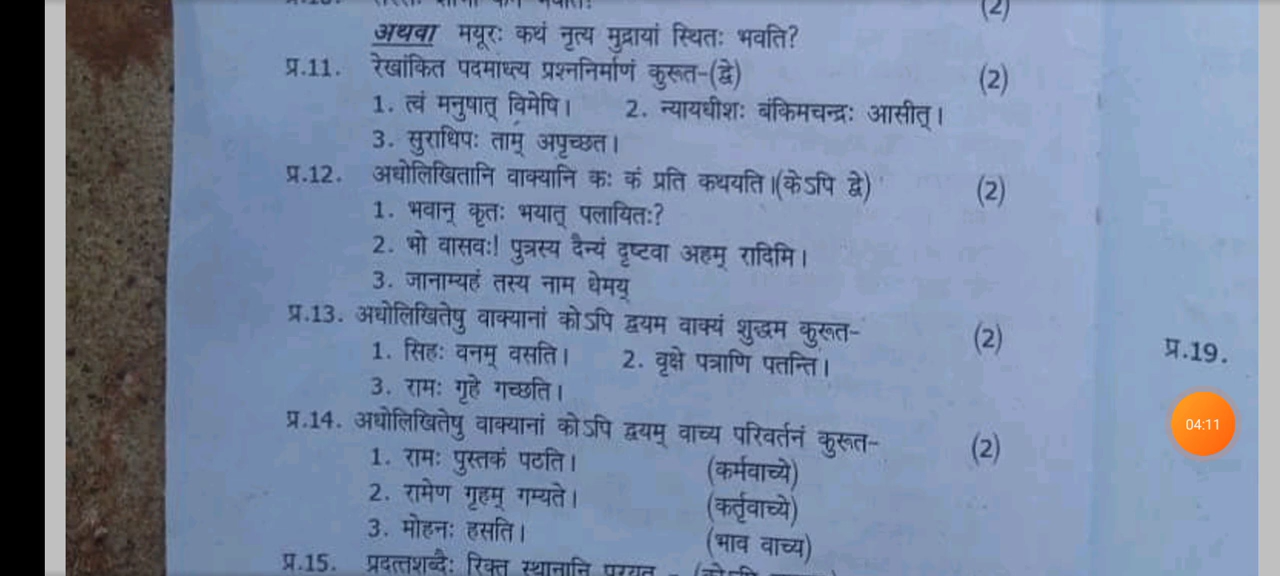 (2)
अथवा मयूरः कथं नृत्य मुद्रायां स्थितः भवति?
प्र.11. रेखांकित पदमाध्त्य प्रश्ननिर्माणं कुरूत-(द्वे) (2)
1. त्वं मनुषात् विमेषि। 2. न्यायधीशः बंकिमचन्द्रः आसीत्।
3. सुराधिपः ताम् अपृच्छत।
प्र.12. अधोलिखितानि वाक्यानि कः कं प्रति कथयति।(केऽपि द्वे) (2)
1. भवान् कृतः भयात् पलायितः?
2. भो वासवः! पुत्रस्य दैन्यं दृष्टवा अहम् रादिमि।
3. जानाम्यहं तस्य नाम धेमय्
प्र.13. अधोलिखितेषु वाक्यानां कोऽपि द्वयम वाक्यं शुद्धम कुरूत- (2)
1. सिहः वनम् वसति। 2. वृक्षे पत्राणि पतन्ति।
3. रामः गृहे गच्छति।
प्र.19.
प्र.14. अधोलिखितेषु वाक्यानां कोऽपि द्वयम् वाच्य परिवर्तनं कुरूत- (2)
1. रामः पुस्तकं पठति। (कर्मवाच्ये)
2. रामेण गृहम् गम्यते। (कर्तृवाच्ये)
3. मोहनः हसति। (भाव वाच्य)
प्र.15. प्रदत्तशब्दैः रिक्त स्थानानि
04:11